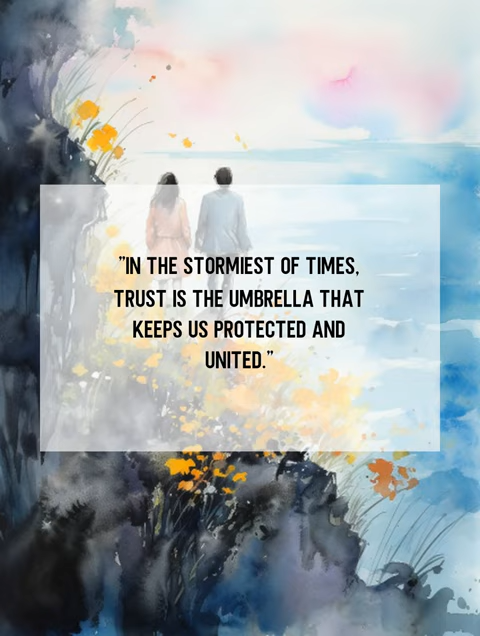 "IN THE STORMIEST OF TIMES,
TRUST IS THE UMBRELLA THAT
KEEPS US PROTECTED AND
UNITED."